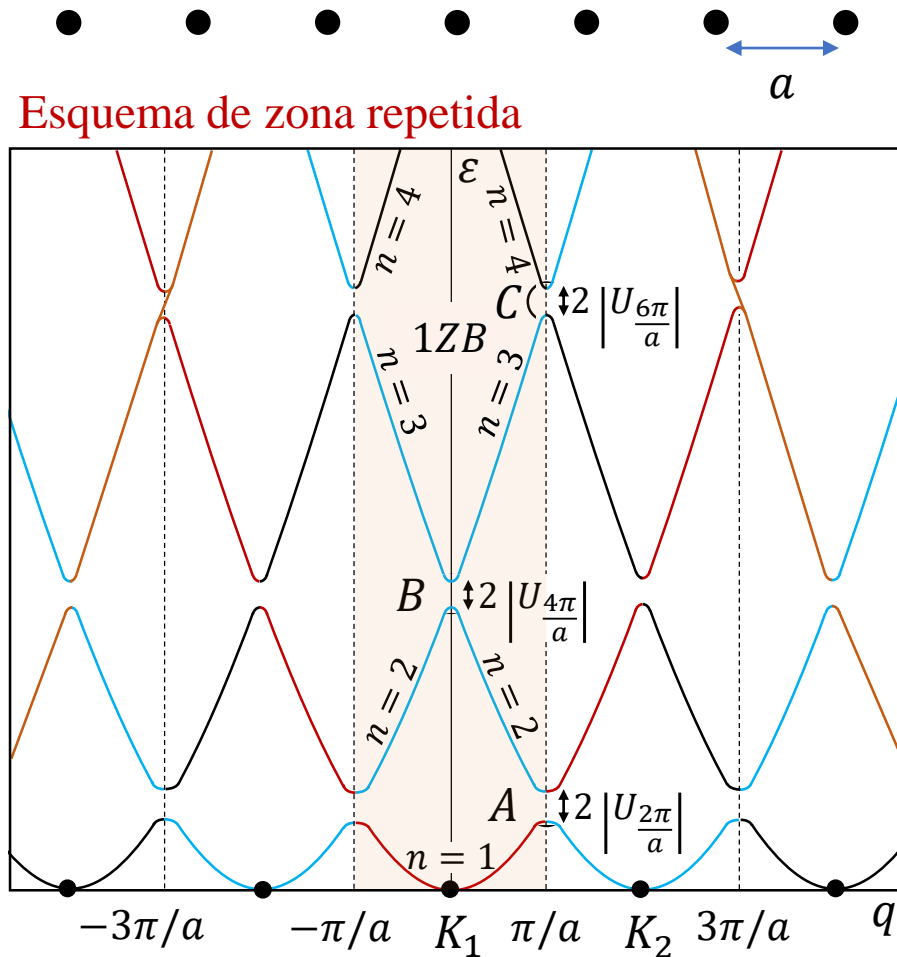 a
Esquema de zona repetida
ε
n = 4
n = 4
C
2 |U_{6π/a}|
1ZB
n = 3
n = 3
B
2 |U_{4π/a}|
n = 2
n = 2
A
2 |U_{2π/a}|
n = 1
−3π/a −π/a K₁ π/a K₂ 3π/a q